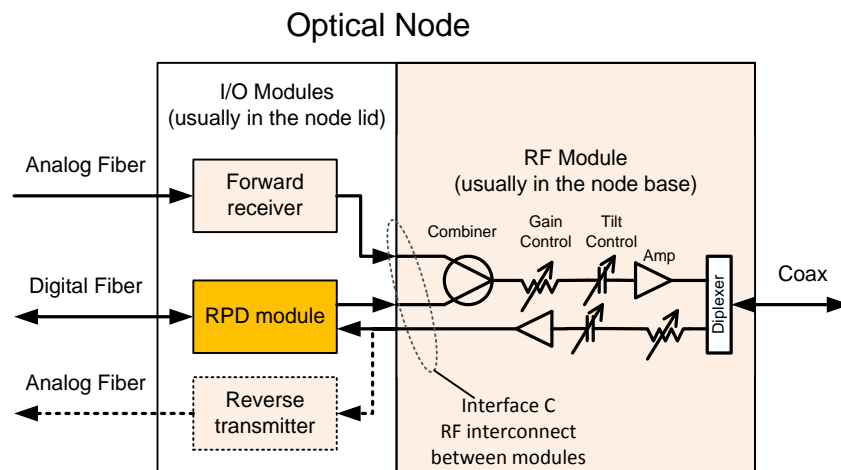 Optical Node
I/O Modules
(usually in the node lid)
Analog Fiber
Forward
receiver
RF Module
(usually in the node base)
Combiner
Gain
Control
Tilt
Control
Amp
Digital Fiber
RPD module
Diplexer
Coax
Analog Fiber
Reverse
transmitter
Interface C
RF interconnect
between modules